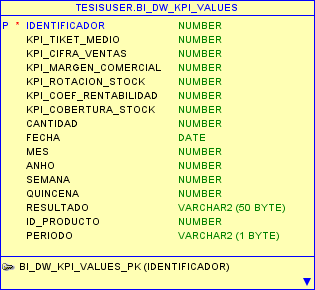 TESISUSER.BI_DW_KPI_VALUES
P * IDENTIFICADOR NUMBER
KPI_TIKET_MEDIO NUMBER
KPI_CIFRA_VENTAS NUMBER
KPI_MARGEN_COMERCIAL NUMBER
KPI_ROTACION_STOCK NUMBER
KPI_COEF_RENTABILIDAD NUMBER
KPI_COBERTURA_STOCK NUMBER
CANTIDAD NUMBER
FECHA DATE
MES NUMBER
ANHO NUMBER
SEMANA NUMBER
QUINCENA NUMBER
RESULTADO VARCHAR2 (50 BYTE)
ID_PRODUCTO NUMBER
PERIODO VARCHAR2 (1 BYTE)
BI_DW_KPI_VALUES_PK (IDENTIFICADOR)